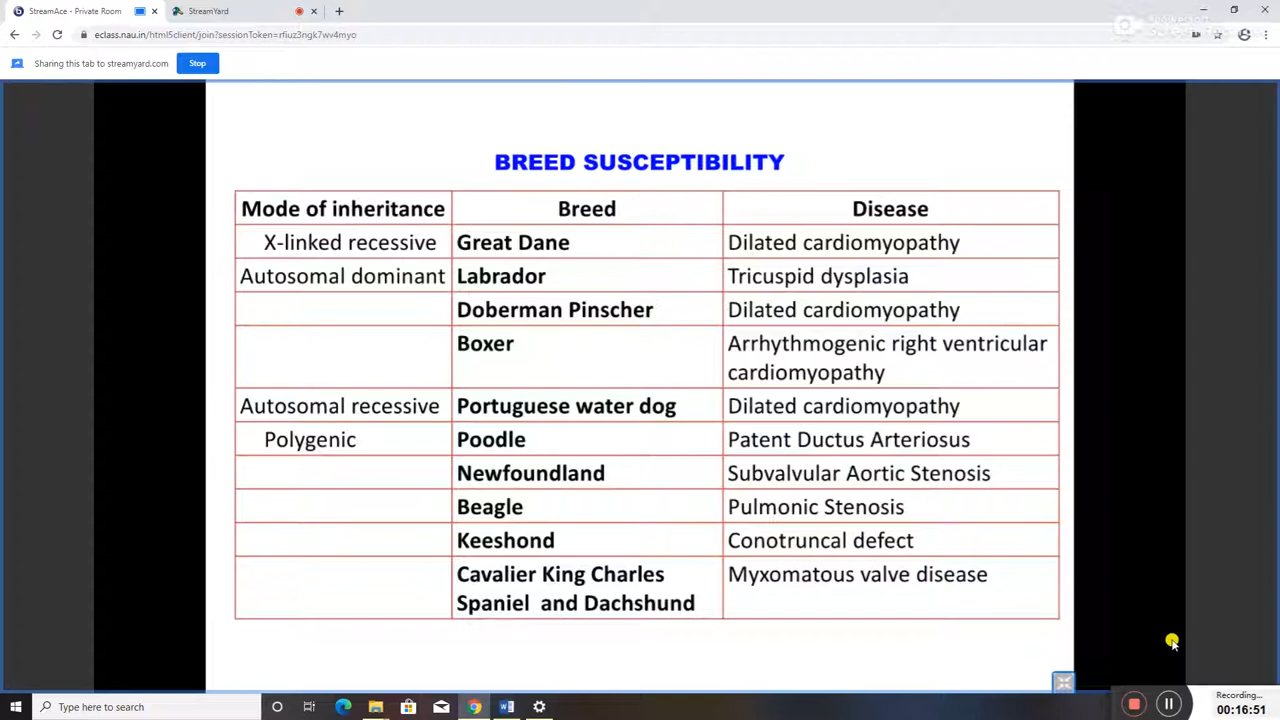 StreamAce - Private Room
StreamYard
eclass.nau.in/html5client/join?sessionToken=rfiuz3ngk7wv4myo
Sharing this tab to streamyard.com Stop
BREED SUSCEPTIBILITY
Mode of inheritance Breed Disease
X-linked recessive Great Dane Dilated cardiomyopathy
Autosomal dominant Labrador Tricuspid dysplasia
Doberman Pinscher Dilated cardiomyopathy
Boxer Arrhythmogenic right ventricular
cardiomyopathy
Autosomal recessive Portuguese water dog Dilated cardiomyopathy
Polygenic Poodle Patent Ductus Arteriosus
Newfoundland Subvalvular Aortic Stenosis
Beagle Pulmonic Stenosis
Keeshond Conotruncal defect
Cavalier King Charles Myxomatous valve disease
Spaniel and Dachshund
Type here to search
Recording...
00:16:51